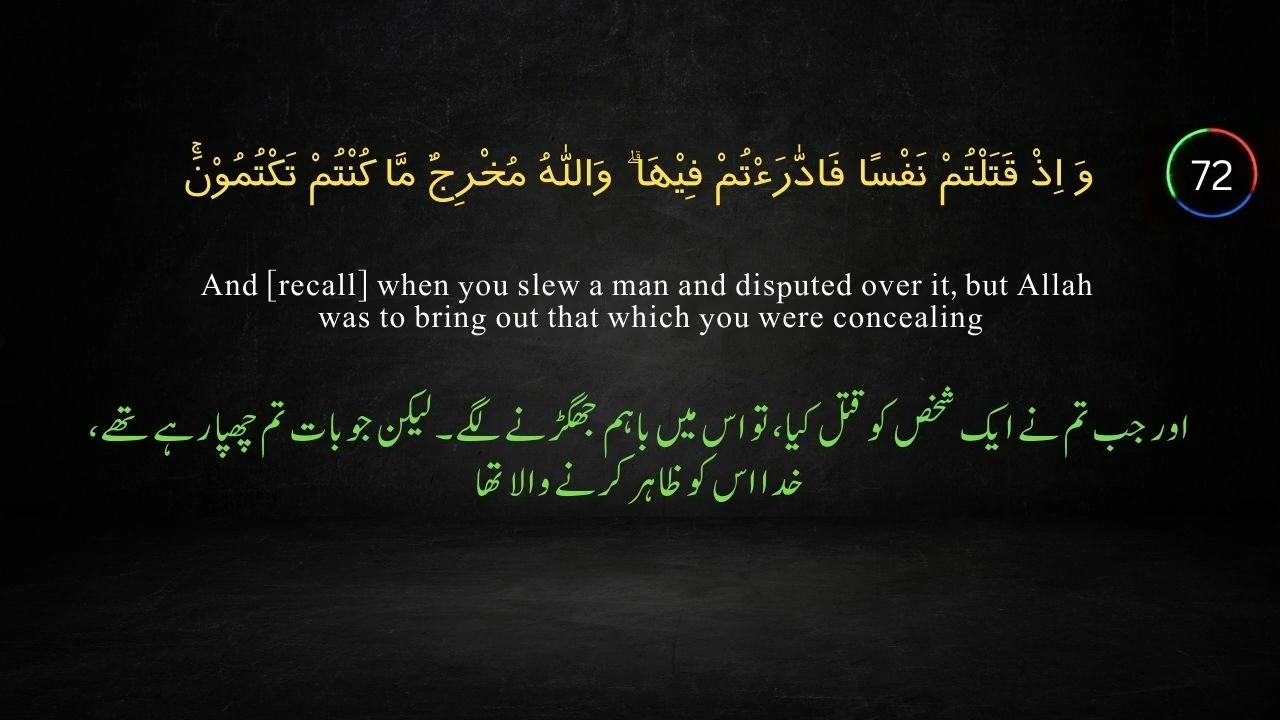 وَ اِذْ قَتَلْتُمْ نَفْسًا فَادّٰرَءْتُمْ فِیْهَاؕ وَاللّٰهُ مُخْرِجٌ مَّا كُنْتُمْ تَكْتُمُوْنَۚ
72
And [recall] when you slew a man and disputed over it, but Allah
was to bring out that which you were concealing
اور جب تم نے ایک شخص کو قتل کیا، تو اس میں باہم جھگڑنے لگے۔ لیکن جو بات تم چھپا رہے تھے،
خدا اس کو ظاہر کرنے والا تھا